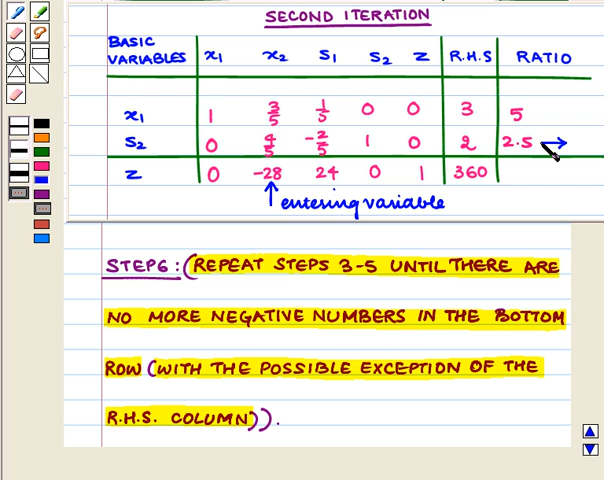 SECOND ITERATION
BASIC VARIABLES x₁ x₂ S₁ S₂ Z R.H.S RATIO
x₁ 1 3/5 1/5 0 0 3 5
S₂ 0 4/5 -2/5 1 0 2 2.5 →
Z 0 -28 24 0 1 360
↑ entering variable
STEP6: (REPEAT STEPS 3-5 UNTIL THERE ARE
NO MORE NEGATIVE NUMBERS IN THE BOTTOM
ROW (WITH THE POSSIBLE EXCEPTION OF THE
R.H.S. COLUMN)).